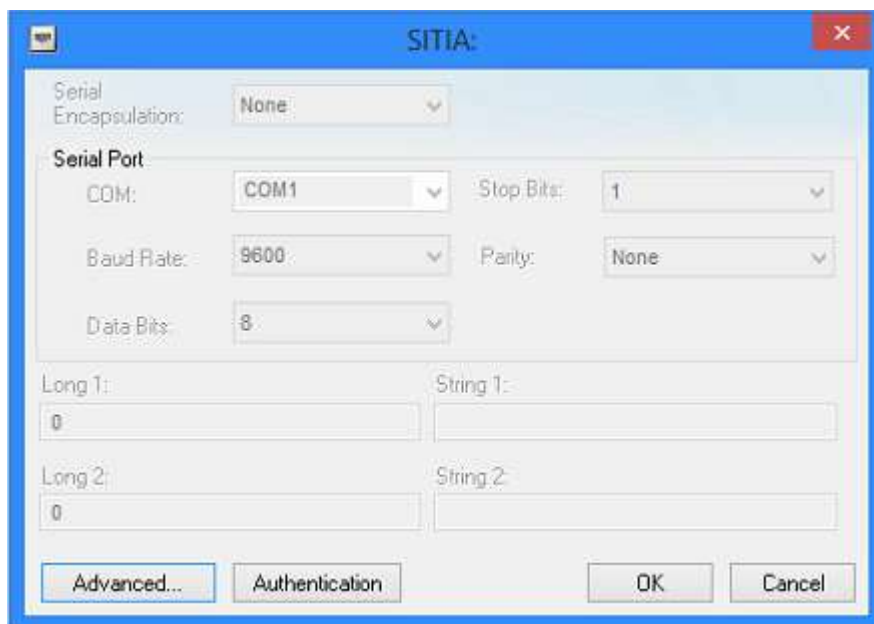 SITIA:
Serial
Encapsulation:
None
Serial Port
COM:
COM1
Stop Bits:
1
Baud Rate:
9600
Parity:
None
Data Bits:
8
Long 1:
String 1:
0
Long 2:
String 2:
0
Advanced...
Authentication
OK
Cancel